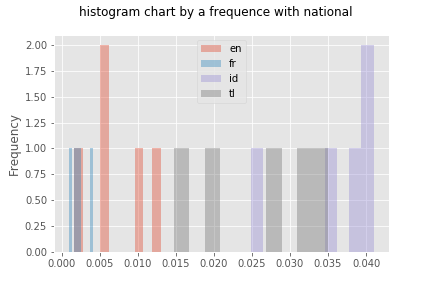 histogram chart by a frequence with national
2.00
1.75
1.50
1.25
1.00
0.75
0.50
0.25
0.00
Frequency
en
fr
id
tl
0.000 0.005 0.010 0.015 0.020 0.025 0.030 0.035 0.040